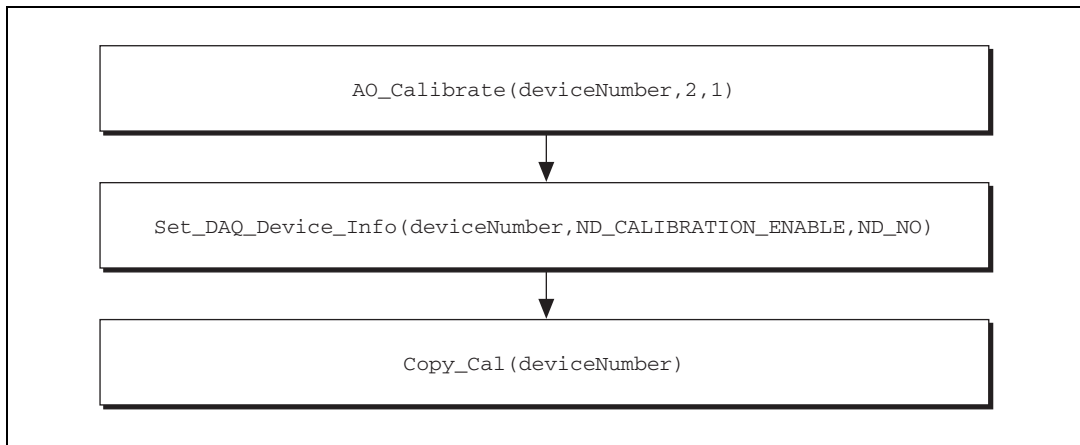 AO_Calibrate(deviceNumber,2,1)
Set_DAQ_Device_Info(deviceNumber,ND_CALIBRATION_ENABLE,ND_NO)
Copy_Cal(deviceNumber)